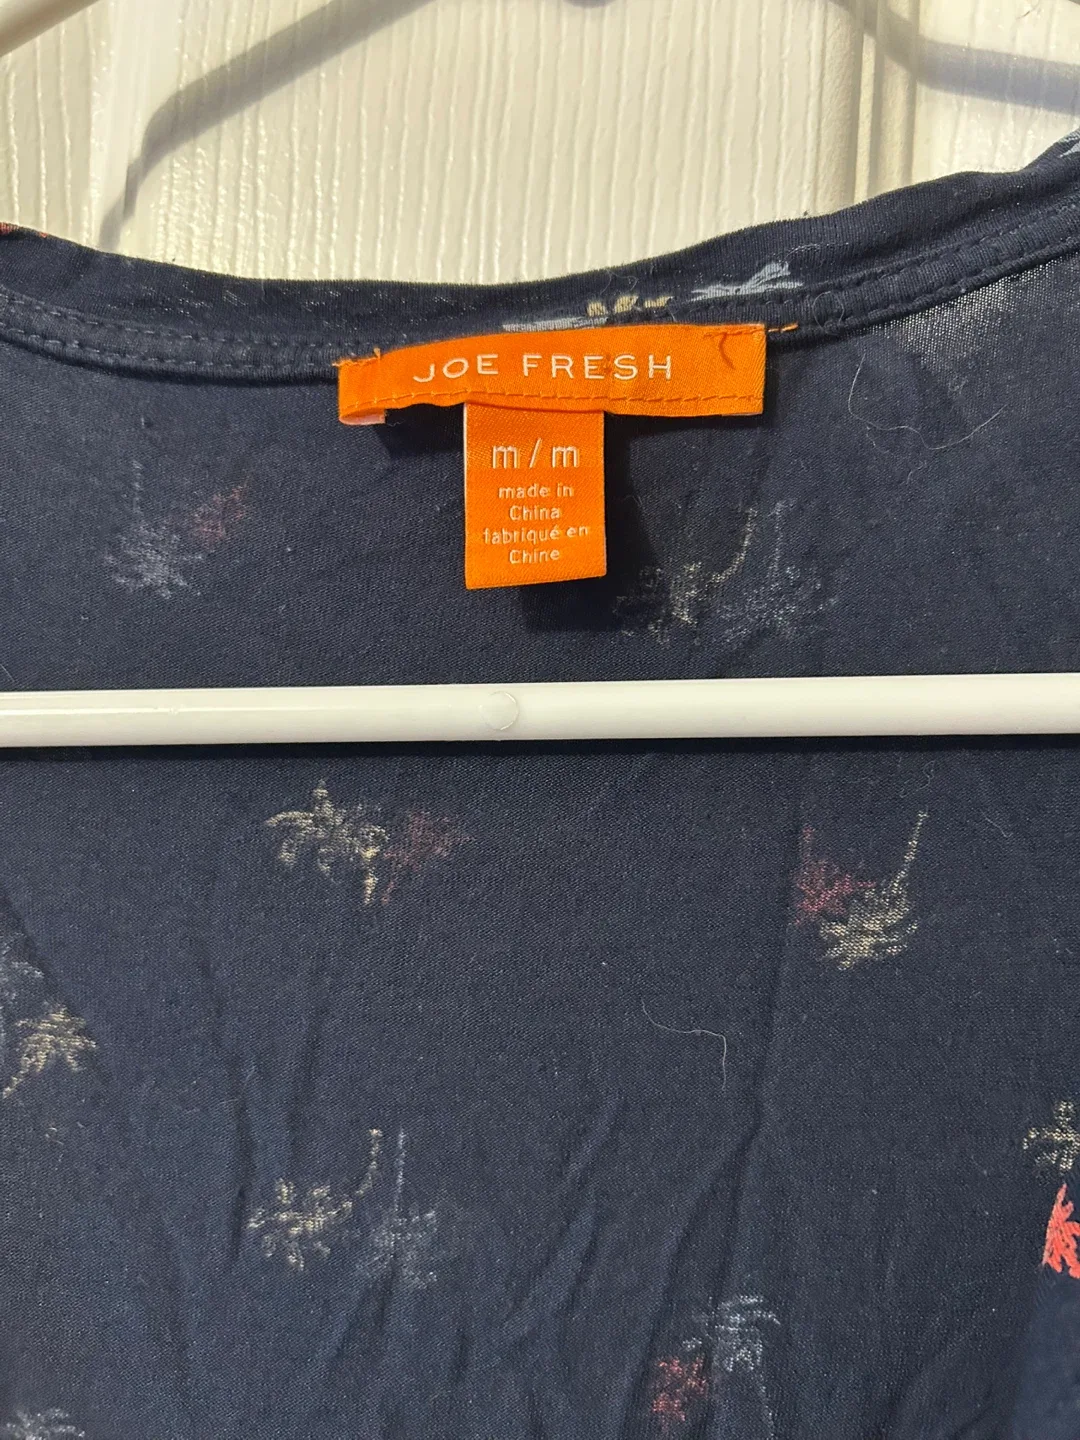 JOE FRESH
m / m
made in
China
fabriqué en
Chine